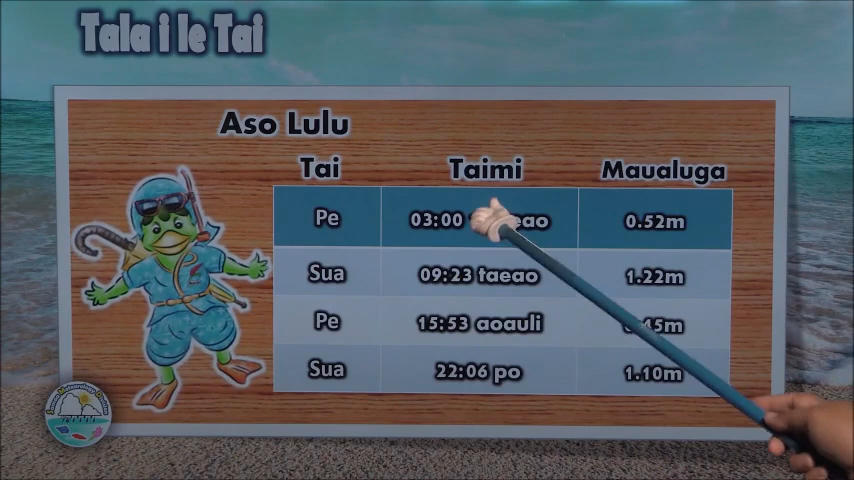 Tala i le Tai
Aso Lulu
Tai Taimi Maualuga
Pe 03:00 0.52m
Sua 09:23 taeao 1.22m
Pe 15:53 aoauli
Sua 22:06 po 1.10m